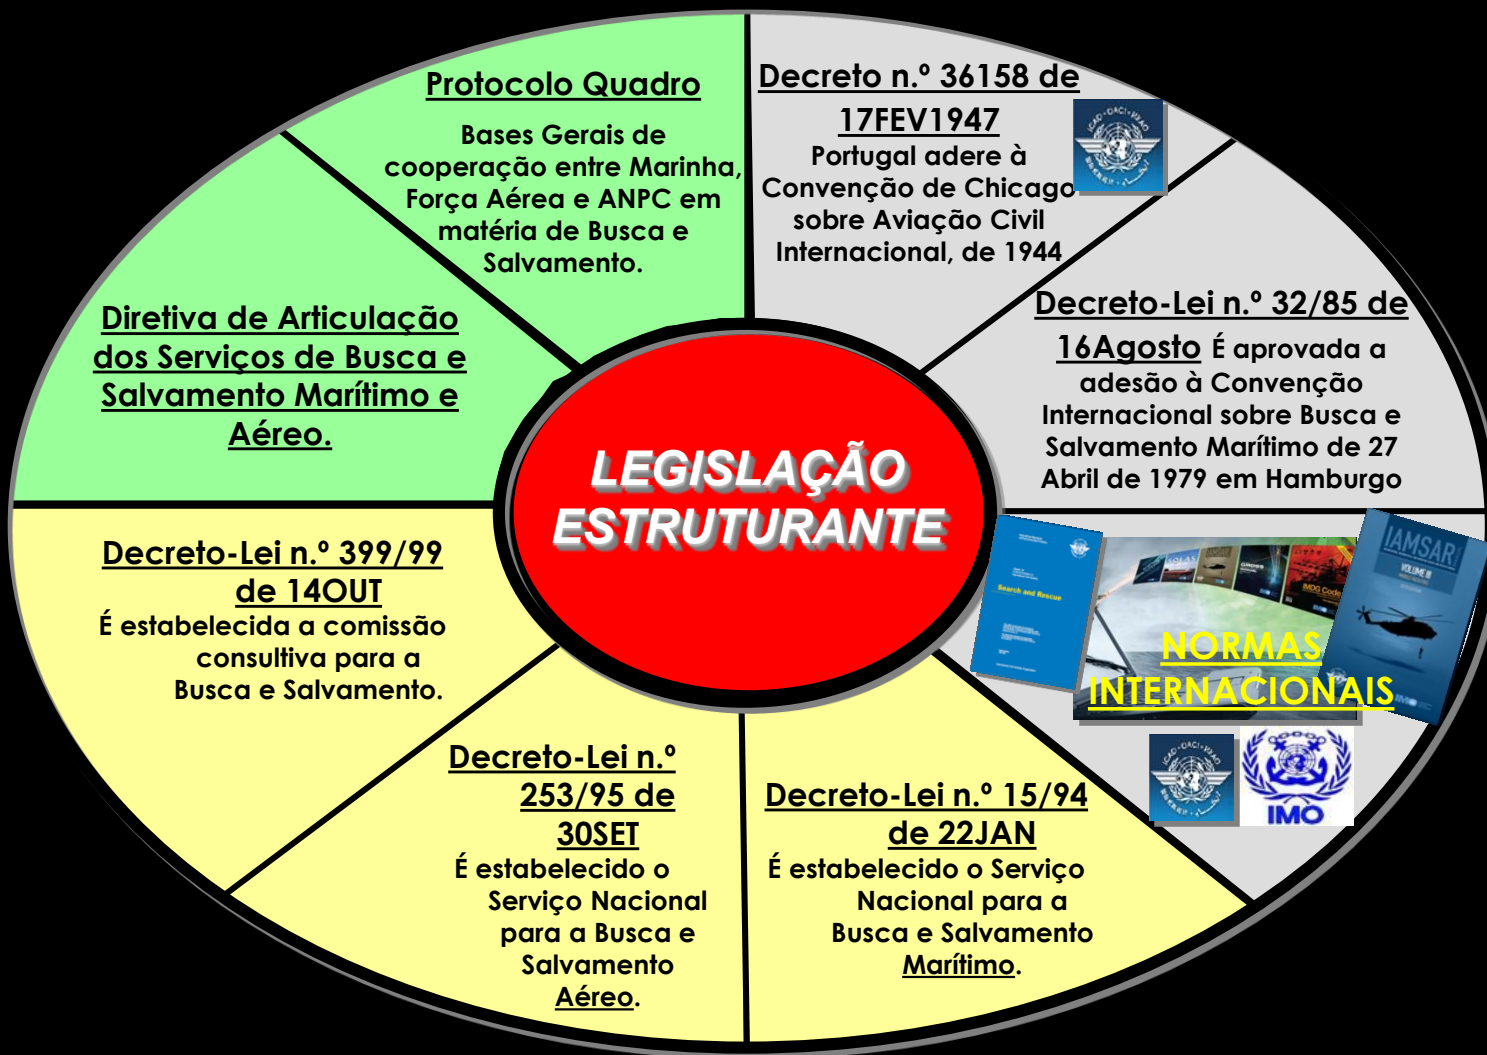 Protocolo Quadro
Bases Gerais de
cooperação entre Marinha,
Força Aérea e ANPC em
matéria de Busca e
Salvamento.
Decreto n.º 36158 de
17FEV1947
Portugal adere à
Convenção de Chicago
sobre Aviação Civil
Internacional, de 1944
Decreto-Lei n.º 32/85 de
16Agosto É aprovada a
adesão à Convenção
Internacional sobre Busca e
Salvamento Marítimo de 27
Abril de 1979 em Hamburgo
Diretiva de Articulação
dos Serviços de Busca e
Salvamento Marítimo e
Aéreo.
LEGISLAÇÃO
ESTRUTURANTE
Search and Rescue
IMDG Code
IAMSAR
VOLUME III
NORMAS
INTERNACIONAIS
IMO
Decreto-Lei n.º 399/99
de 14OUT
É estabelecida a comissão
consultiva para a
Busca e Salvamento.
Decreto-Lei n.º
253/95 de
30SET
É estabelecido o
Serviço Nacional
para a Busca e
Salvamento
Aéreo.
Decreto-Lei n.º 15/94
de 22JAN
É estabelecido o Serviço
Nacional para a
Busca e Salvamento
Marítimo.